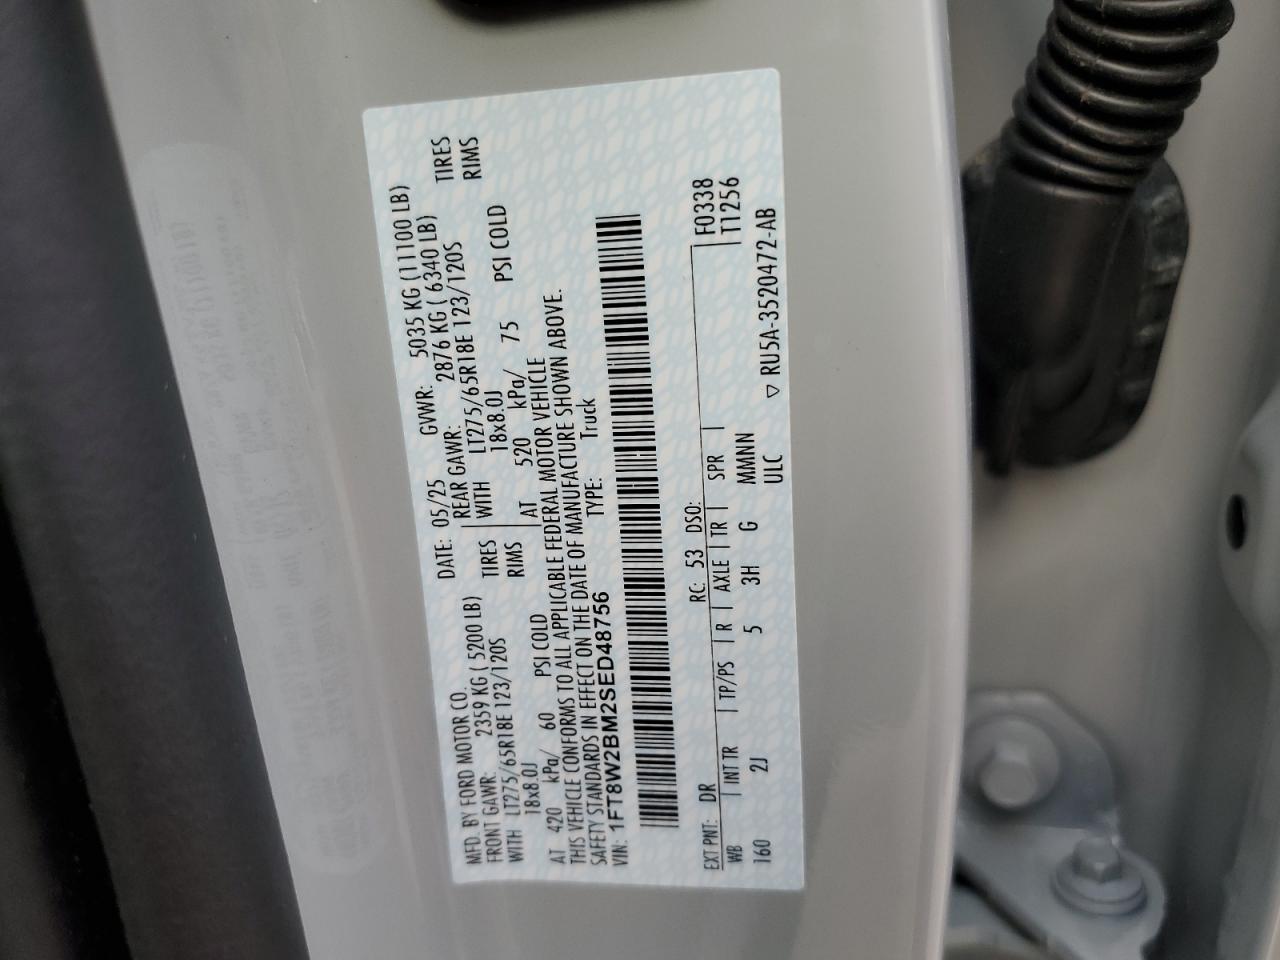 MFD. BY FORD MOTOR CO.
DATE: 05/25 GVWR: 5035 KG (11100 LB)
FRONT GAWR: 2359 KG ( 5200 LB) REAR GAWR: 2876 KG ( 6340 LB)
WITH LT275/65R18E 123/120S TIRES WITH LT275/65R18E 123/120S TIRES
18x8.0J RIMS 18x8.0J RIMS
AT 420 kPa/ 60 PSI COLD AT 520 kPa/ 75 PSI COLD
THIS VEHICLE CONFORMS TO ALL APPLICABLE FEDERAL MOTOR VEHICLE
SAFETY STANDARDS IN EFFECT ON THE DATE OF MANUFACTURE SHOWN ABOVE.
VIN: 1FT8W2BM2SED48756 TYPE: Truck
EXT PNT: DR RC: 53 DSO: F0338
WB INT TR TP/PS R AXLE TR SPR T1256
160 2J 5 3H G MMNN
ULC ▽ RU5A-3520472-AB